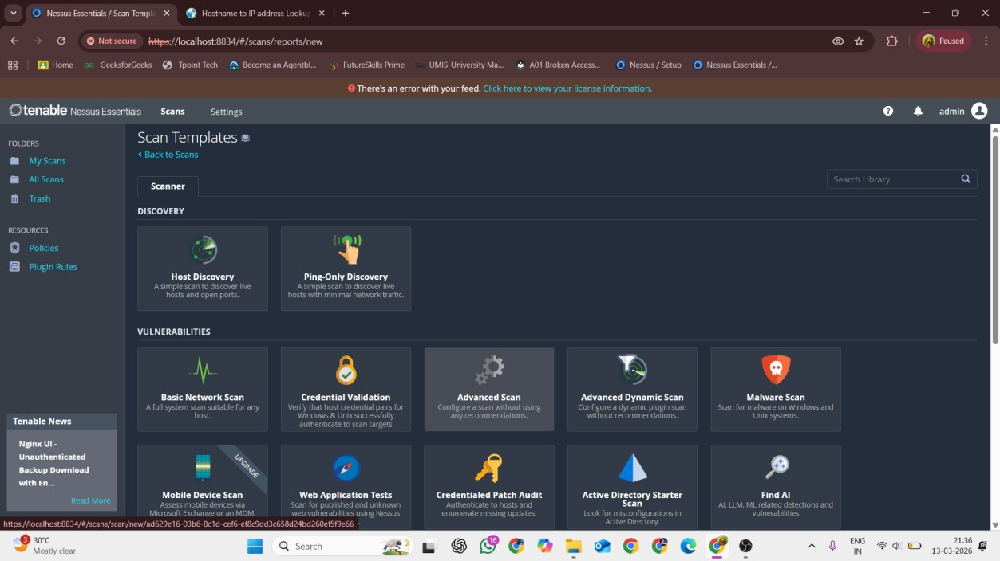 Nessus Essentials / Scan Templa
Hostname to IP address Lookup
Not secure
https://localhost:8834/#/scans/reports/new
Paused
Home
GeeksforGeeks
Tpoint Tech
Become an Agentbl...
FutureSkills Prime
UMIS-University Ma...
A01 Broken Access...
Nessus / Setup
Nessus Essentials /...
There's an error with your feed. Click here to view your license information.
tenable Nessus Essentials
Scans
Settings
admin
FOLDERS
My Scans
All Scans
Trash
RESOURCES
Policies
Plugin Rules
Tenable News
Nginx UI -
Unauthenticated
Backup Download
with En...
Read More
Scan Templates
Back to Scans
Scanner
Search Library
DISCOVERY
Host Discovery
A simple scan to discover live
hosts and open ports.
Ping-Only Discovery
A simple scan to discover live
hosts with minimal network traffic.
VULNERABILITIES
Basic Network Scan
A full system scan suitable for any
host.
Credential Validation
Verify that host credential pairs for
Windows & Unix successfully
authenticate to scan targets
Advanced Scan
Configure a scan without using
any recommendations.
Advanced Dynamic Scan
Configure a dynamic plugin scan
without recommendations.
Malware Scan
Scan for malware on Windows and
Unix systems.
UPGRADE
Mobile Device Scan
Assess mobile devices via
Microsoft Exchange or an MDM.
Web Application Tests
Scan for published and unknown
web vulnerabilities using Nessus
Credentialed Patch Audit
Authenticate to hosts and
enumerate missing updates.
Active Directory Starter
Scan
Look for misconfigurations in
Active Directory.
Find AI
AI, LLM, ML related detections and
vulnerabilities
https://localhost:8834/#/scans/scan/new/ad629e16-03b6-8c1d-cef6-ef8c9dd3c658d24bd260ef5f9e66
3
30°C
Mostly clear
Search
16
ENG
IN
21:36
13-03-2026